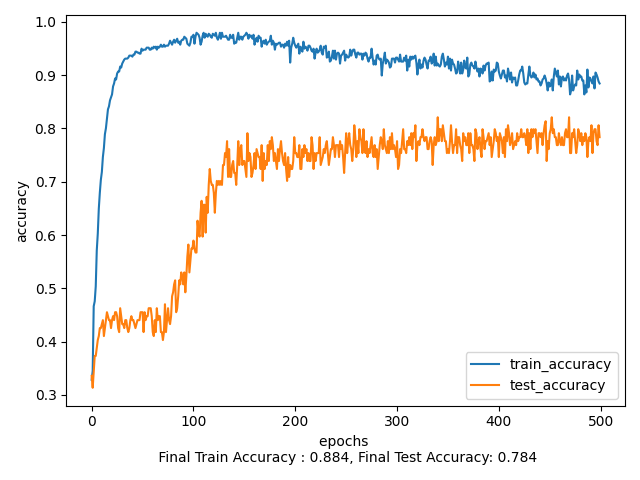 1.0
0.9
0.8
0.7
0.6
0.5
0.4
0.3
accuracy
train_accuracy
test_accuracy
0 100 200 300 400 500
epochs
Final Train Accuracy : 0.884, Final Test Accuracy: 0.784